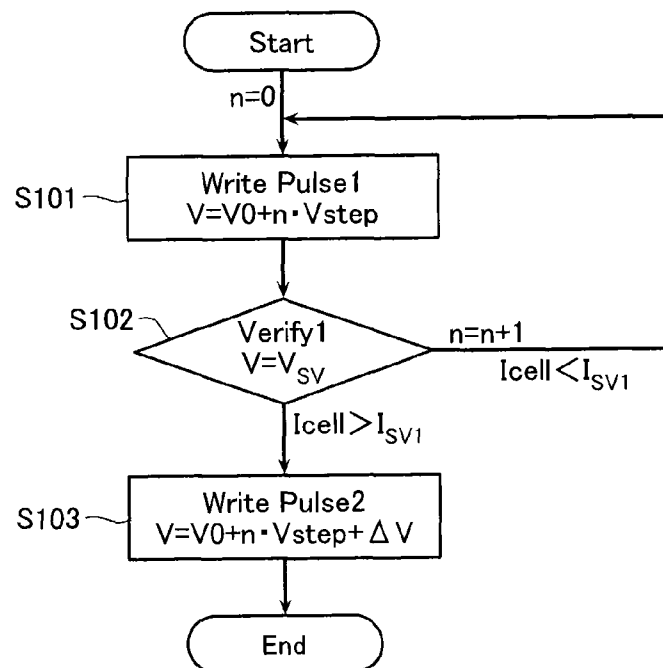 Start
n=0
S101
Write Pulse1
V=V0+n・Vstep
S102
Verify1
V=V_SV
n=n+1
Icell<I_SV1
Icell>I_SV1
S103
Write Pulse2
V=V0+n・Vstep+ΔV
End